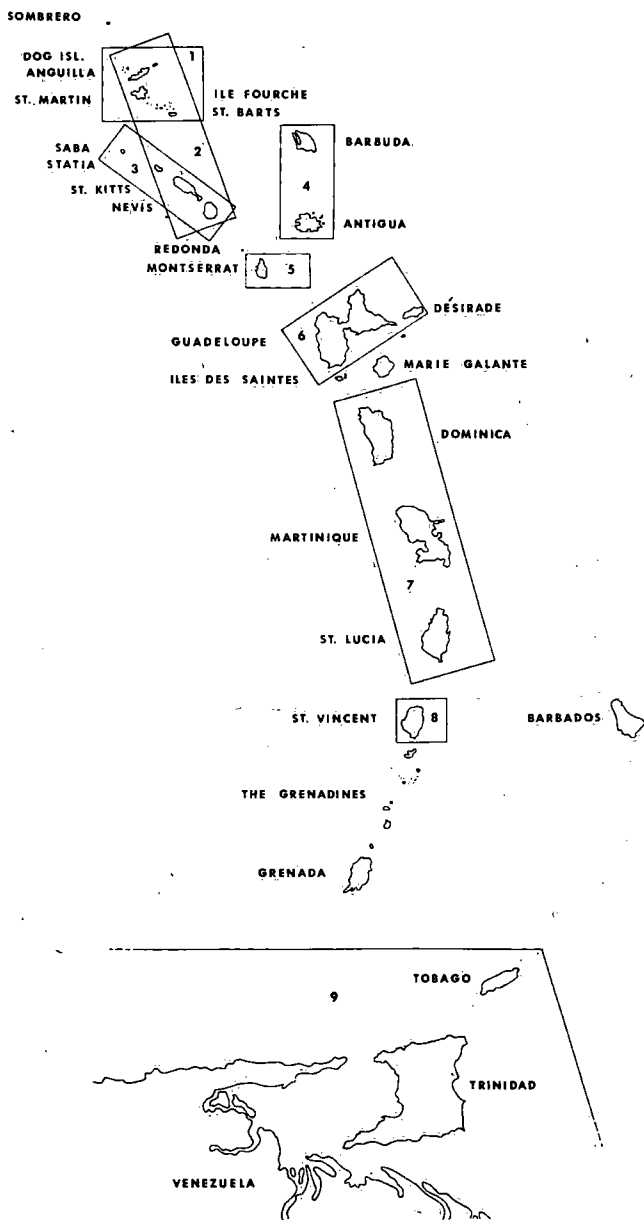 SOMBRERO
DOG ISL.
1
ANGUILLA
ST. MARTIN
ILE FOURCHE
ST. BARTS
SABA
STATIA
2
3
ST. KITTS
NEVIS
BARBUDA
4
ANTIGUA
REDONDA
MONTSERRAT
5
DÉSIRADE
6
GUADELOUPE
MARIE GALANTE
ILES DES SAINTES
DOMINICA
MARTINIQUE
7
ST. LUCIA
ST. VINCENT
8
BARBADOS
THE GRENADINES
GRENADA
TOBAGO
9
TRINIDAD
VENEZUELA